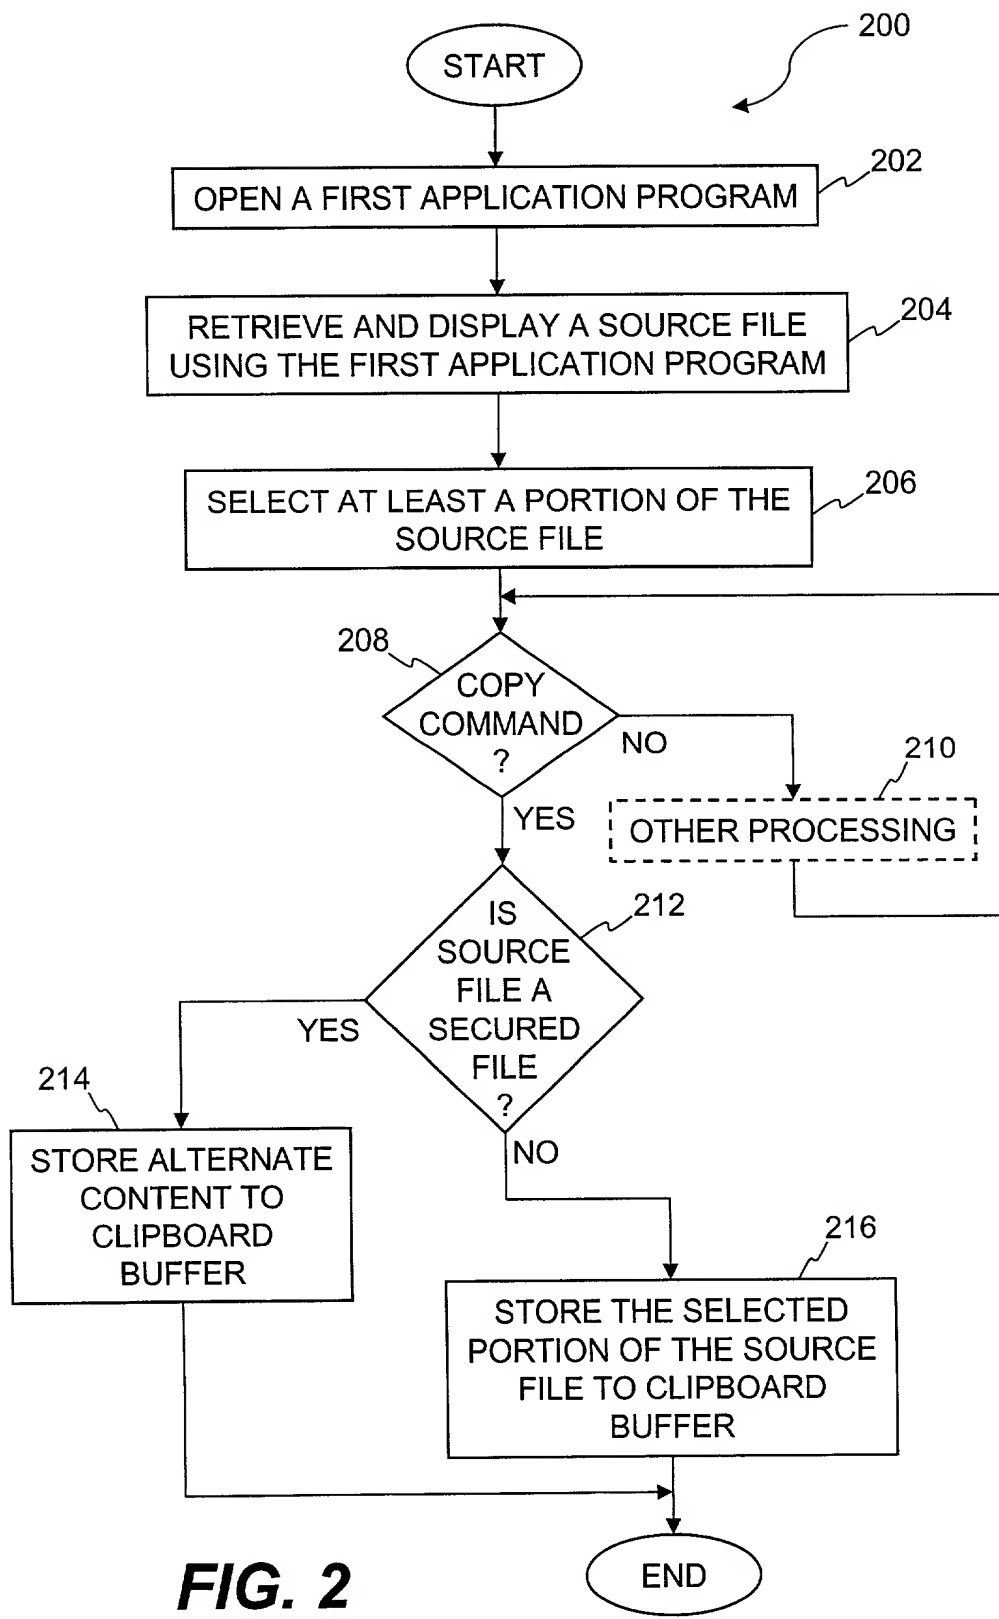 START
200
OPEN A FIRST APPLICATION PROGRAM
202
RETRIEVE AND DISPLAY A SOURCE FILE
USING THE FIRST APPLICATION PROGRAM
204
SELECT AT LEAST A PORTION OF THE
SOURCE FILE
206
208
COPY
COMMAND
?
NO
YES
210
OTHER PROCESSING
212
IS
SOURCE
FILE A
SECURED
FILE
?
YES
NO
214
STORE ALTERNATE
CONTENT TO
CLIPBOARD
BUFFER
216
STORE THE SELECTED
PORTION OF THE SOURCE
FILE TO CLIPBOARD
BUFFER
END
FIG. 2